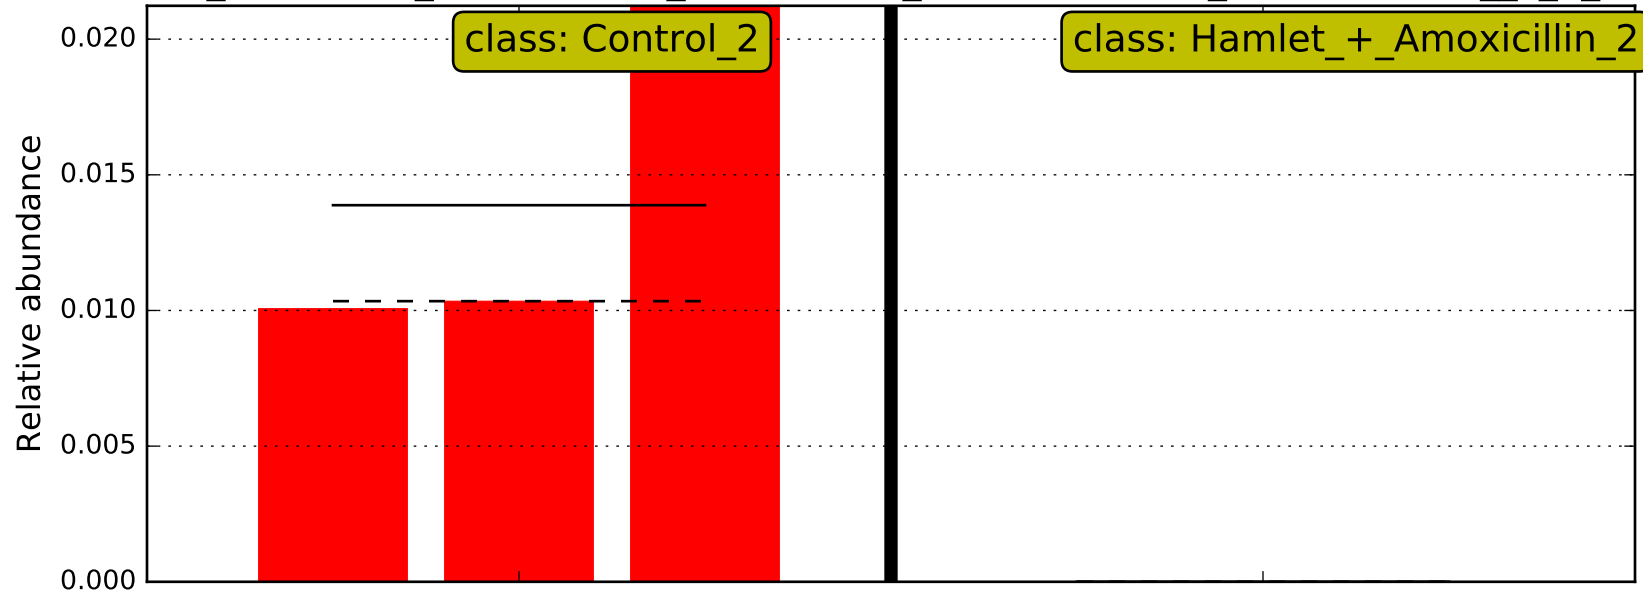 class: Control_2
class: Hamlet_+_Amoxicillin_2
Relative abundance
0.020
0.015
0.010
0.005
0.000